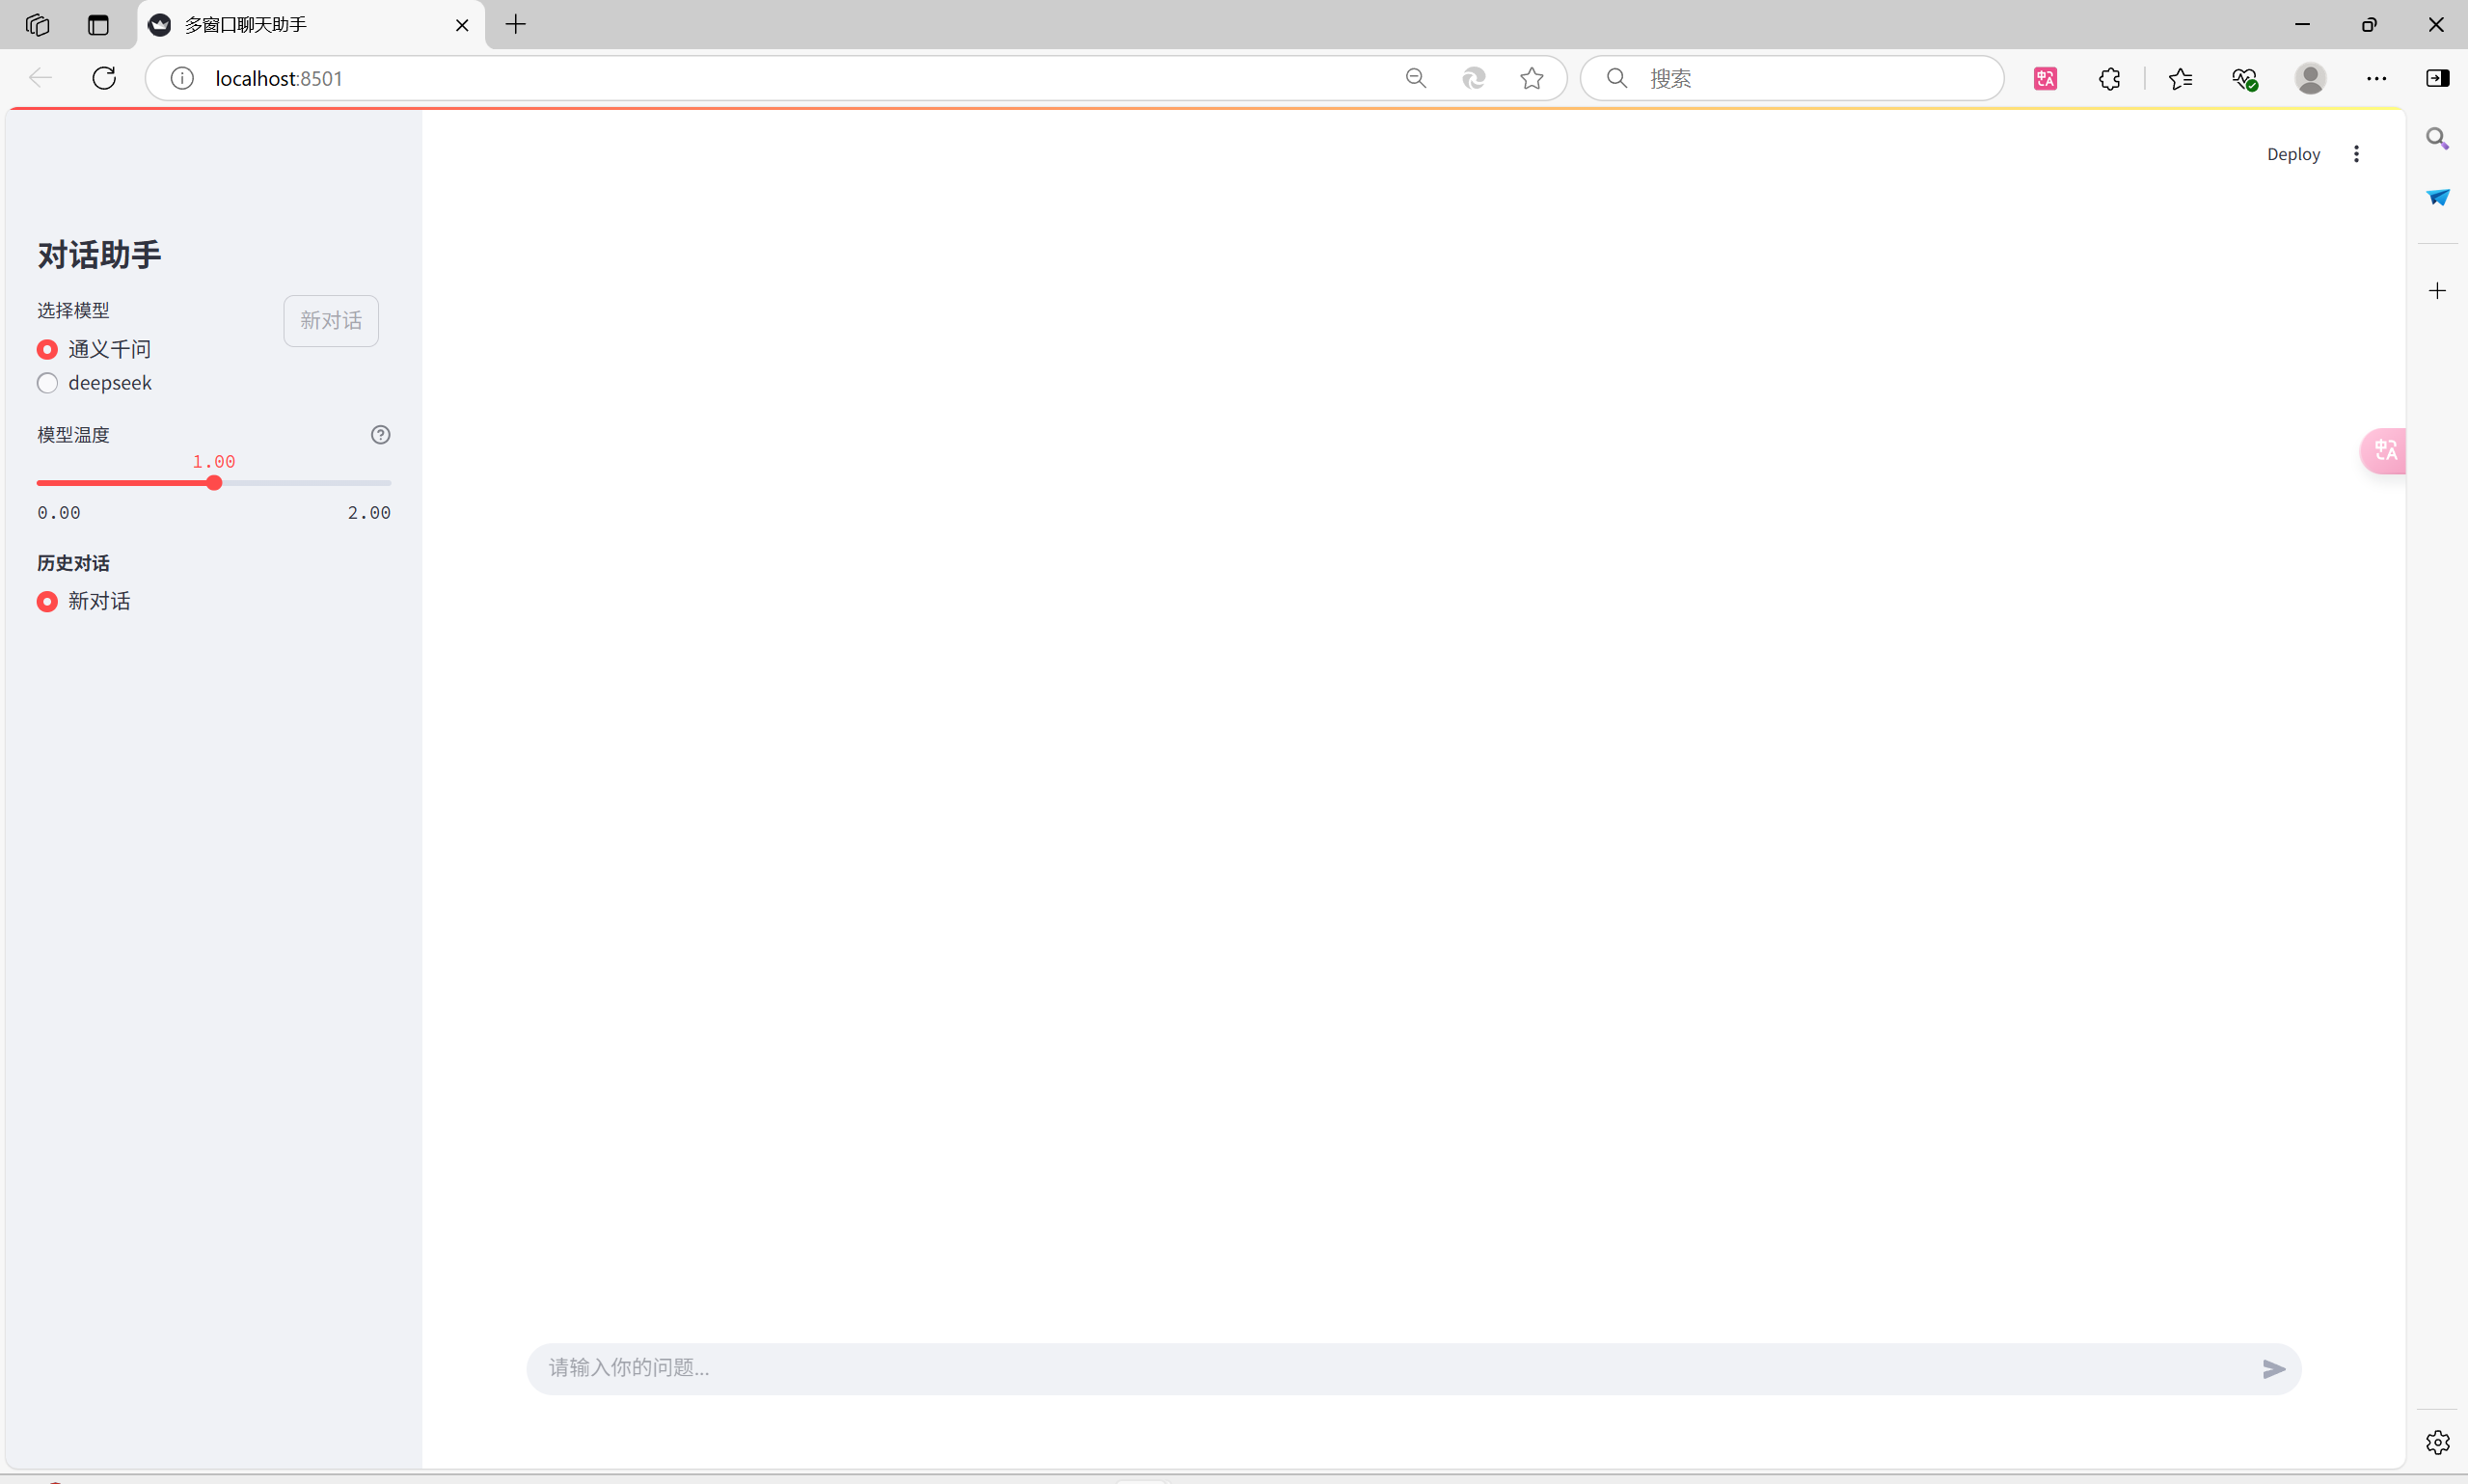 多窗口聊天助手
localhost:8501
搜索
Deploy
对话助手
选择模型
新对话
通义千问
deepseek
模型温度
1.00
0.00
2.00
历史对话
新对话
请输入你的问题...